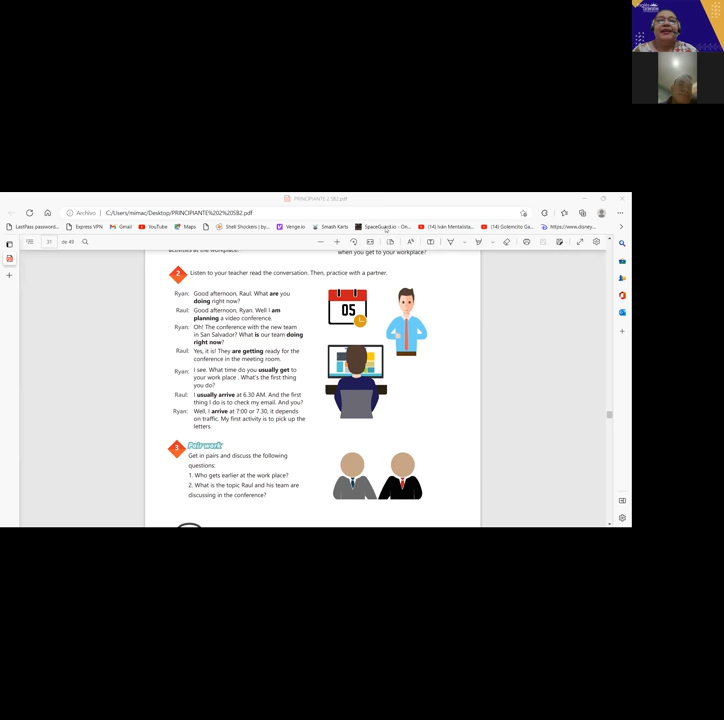 PRINCIPIANTE 2 SB2.pdf
Archivo | C:/Users/mimac/Desktop/PRINCIPIANTE%202%20SB2.pdf
LastPass password... Express VPN Gmail YouTube Maps Shell Shockers | by... Venge.io Smash Karts SpaceGuard.io - On... (14) Iván Mentalista... (14) Golemcito Ga... https://www.disney...
31 de 49
activities at the workplace.
when you get to your workplace?
2 Listen to your teacher read the conversation. Then, practice with a partner.
Ryan: Good afternoon, Raul. What are you
doing right now?
Raul: Good afternoon, Ryan. Well I am
planning a video conference.
Ryan: Oh! The conference with the new team
in San Salvador? What is our team doing
right now?
Raul: Yes, it is! They are getting ready for the
conference in the meeting room.
Ryan: I see. What time do you usually get to
your work place . What's the first thing
you do?
Raul: I usually arrive at 6.30 AM. And the first
thing I do is to check my email. And you?
Ryan: Well, I arrive at 7:00 or 7.30, it depends
on traffic. My first activity is to pick up the
letters.
05
3 Pair work
Get in pairs and discuss the following
questions:
1. Who gets earlier at the work place?
2. What is the topic Raul and his team are
discussing in the conference?